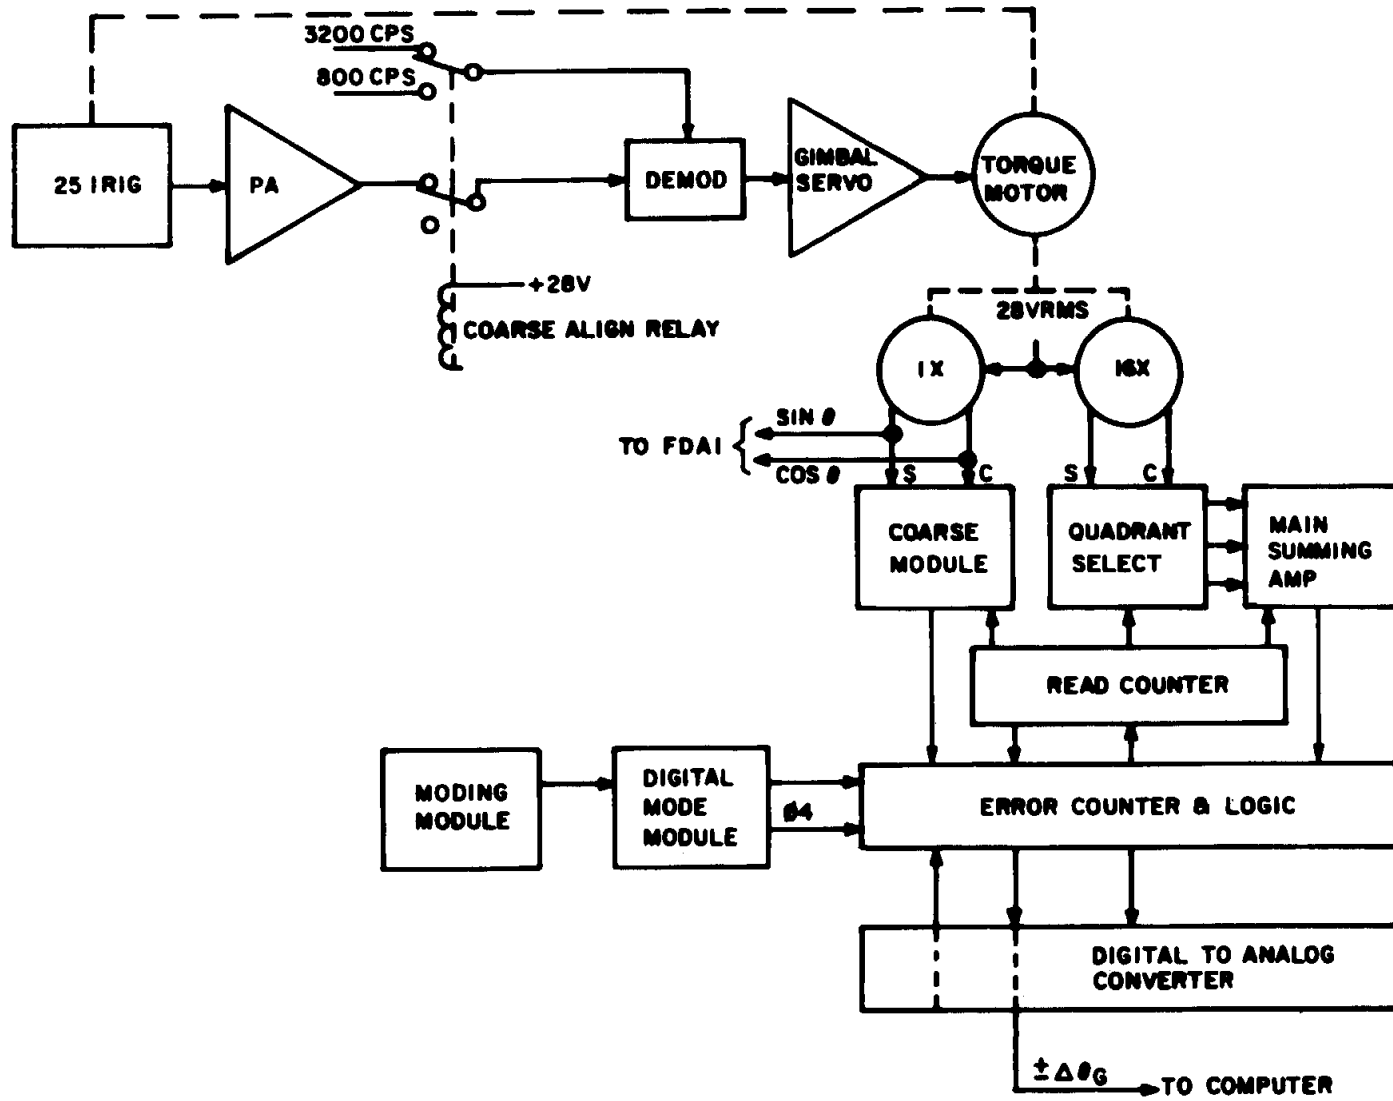 3200 CPS
800 CPS
25 IRIG
PA
DEMOD
GIMBAL
SERVO
TORQUE
MOTOR
+28V
COARSE ALIGN RELAY
28VRMS
1X
16X
SIN θ
TO FDAI
COS θ
S
C
S
C
COARSE
MODULE
QUADRANT
SELECT
MAIN
SUMMING
AMP
READ COUNTER
MODING
MODULE
DIGITAL
MODE
MODULE
Ø4
ERROR COUNTER & LOGIC
DIGITAL TO ANALOG
CONVERTER
± Δ θG
TO COMPUTER